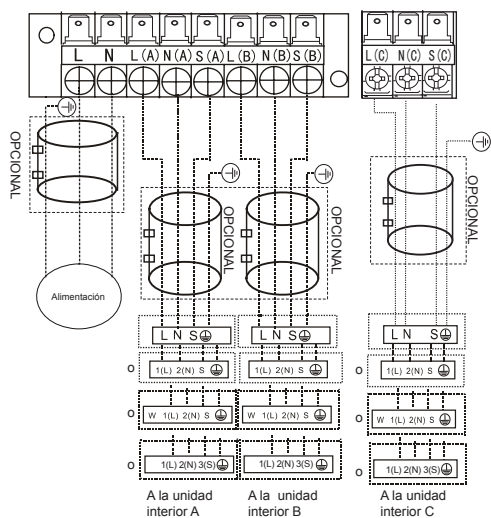 L N L(A) N(A) S(A) L(B) N(B) S(B)
L(C) N(C) S(C)
OPCIONAL
OPCIONAL
OPCIONAL
OPCIONAL
Alimentación
L N S
L N S
L N S
o 1(L) 2(N) S
1(L) 2(N) S
o 1(L) 2(N) S
o W 1(L) 2(N) S
W 1(L) 2(N) S
o W 1(L) 2(N) S
o 1(L) 2(N) 3(S)
1(L) 2(N) 3(S)
o 1(L) 2(N) 3(S)
A la unidad
interior A
A la unidad
interior B
A la unidad
interior C